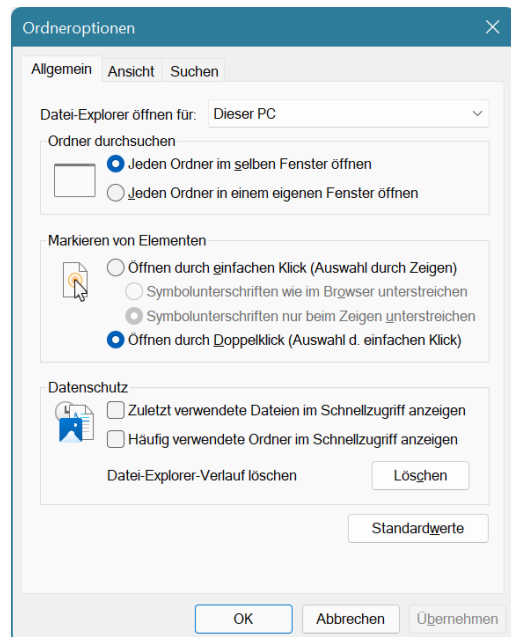 Ordneroptionen
Allgemein Ansicht Suchen
Datei-Explorer öffnen für: Dieser PC
Ordner durchsuchen
Jeden Ordner im selben Fenster öffnen
Jeden Ordner in einem eigenen Fenster öffnen
Markieren von Elementen
Öffnen durch einfachen Klick (Auswahl durch Zeigen)
Symbolunterschriften wie im Browser unterstreichen
Symbolunterschriften nur beim Zeigen unterstreichen
Öffnen durch Doppelklick (Auswahl d. einfachen Klick)
Datenschutz
Zuletzt verwendete Dateien im Schnellzugriff anzeigen
Häufig verwendete Ordner im Schnellzugriff anzeigen
Datei-Explorer-Verlauf löschen Löschen
Standardwerte
OK Abbrechen Übernehmen